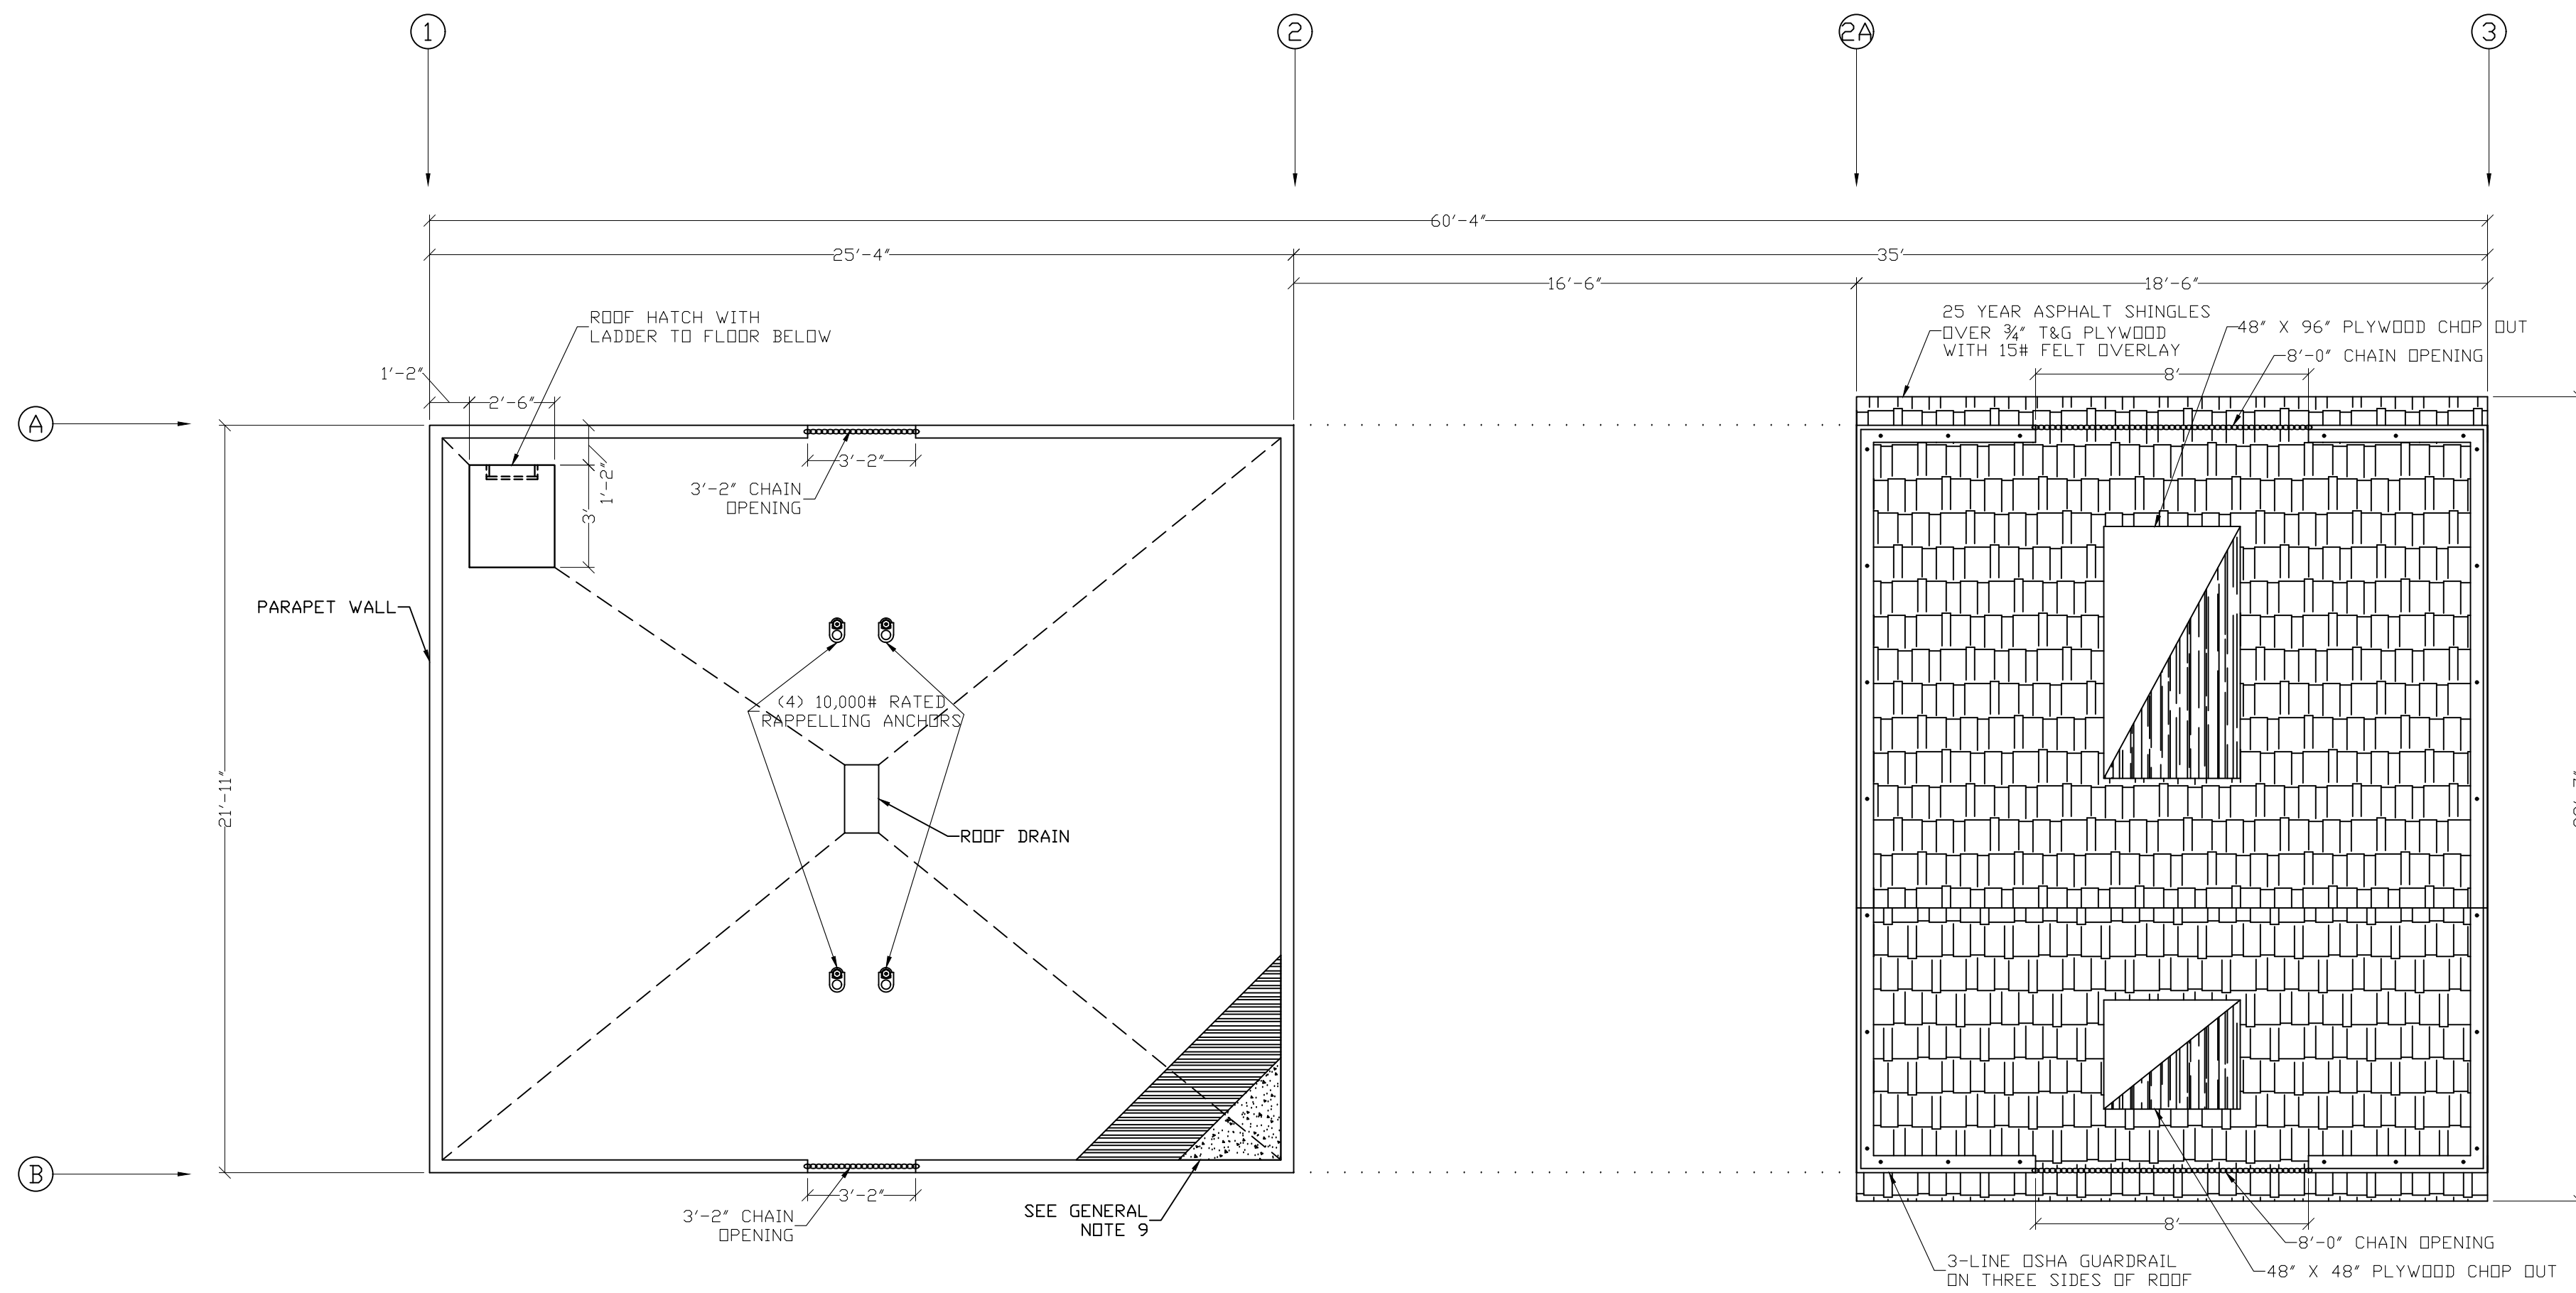 1
2
2A
3
60'-4"
25'-4"
35'
16'-6"
18'-6"
ROOF HATCH WITH
LADDER TO FLOOR BELOW
25 YEAR ASPHALT SHINGLES
OVER ¾" T&G PLYWOOD
WITH 15# FELT OVERLAY
48" X 96" PLYWOOD CHOP OUT
8'-0" CHAIN OPENING
8'
1'-2"
2'-6"
A
3'-2"
1'-2"
3'
3'-2" CHAIN
OPENING
PARAPET WALL
(4) 10,000# RATED
RAPPELLING ANCHORS
21'-11"
ROOF DRAIN
B
3'-2"
3'-2" CHAIN
OPENING
SEE GENERAL
NOTE 9
8'
8'-0" CHAIN OPENING
3-LINE OSHA GUARDRAIL
ON THREE SIDES OF ROOF
48" X 48" PLYWOOD CHOP OUT